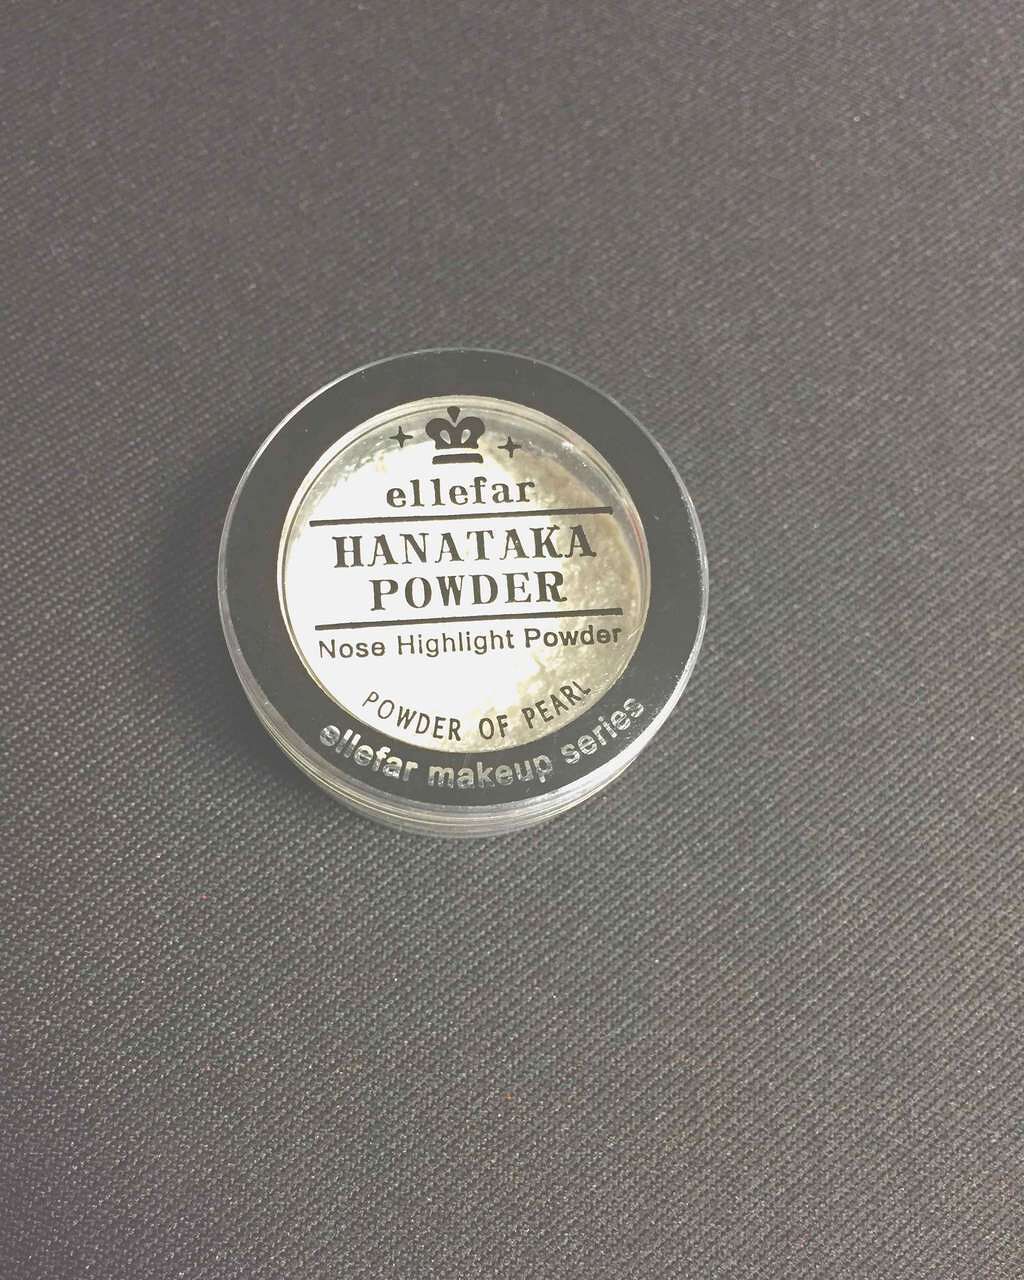 ellefar
HANATAKA
POWDER
Nose Highlight Powder
POWDER OF PEARL
ellefar makeup series